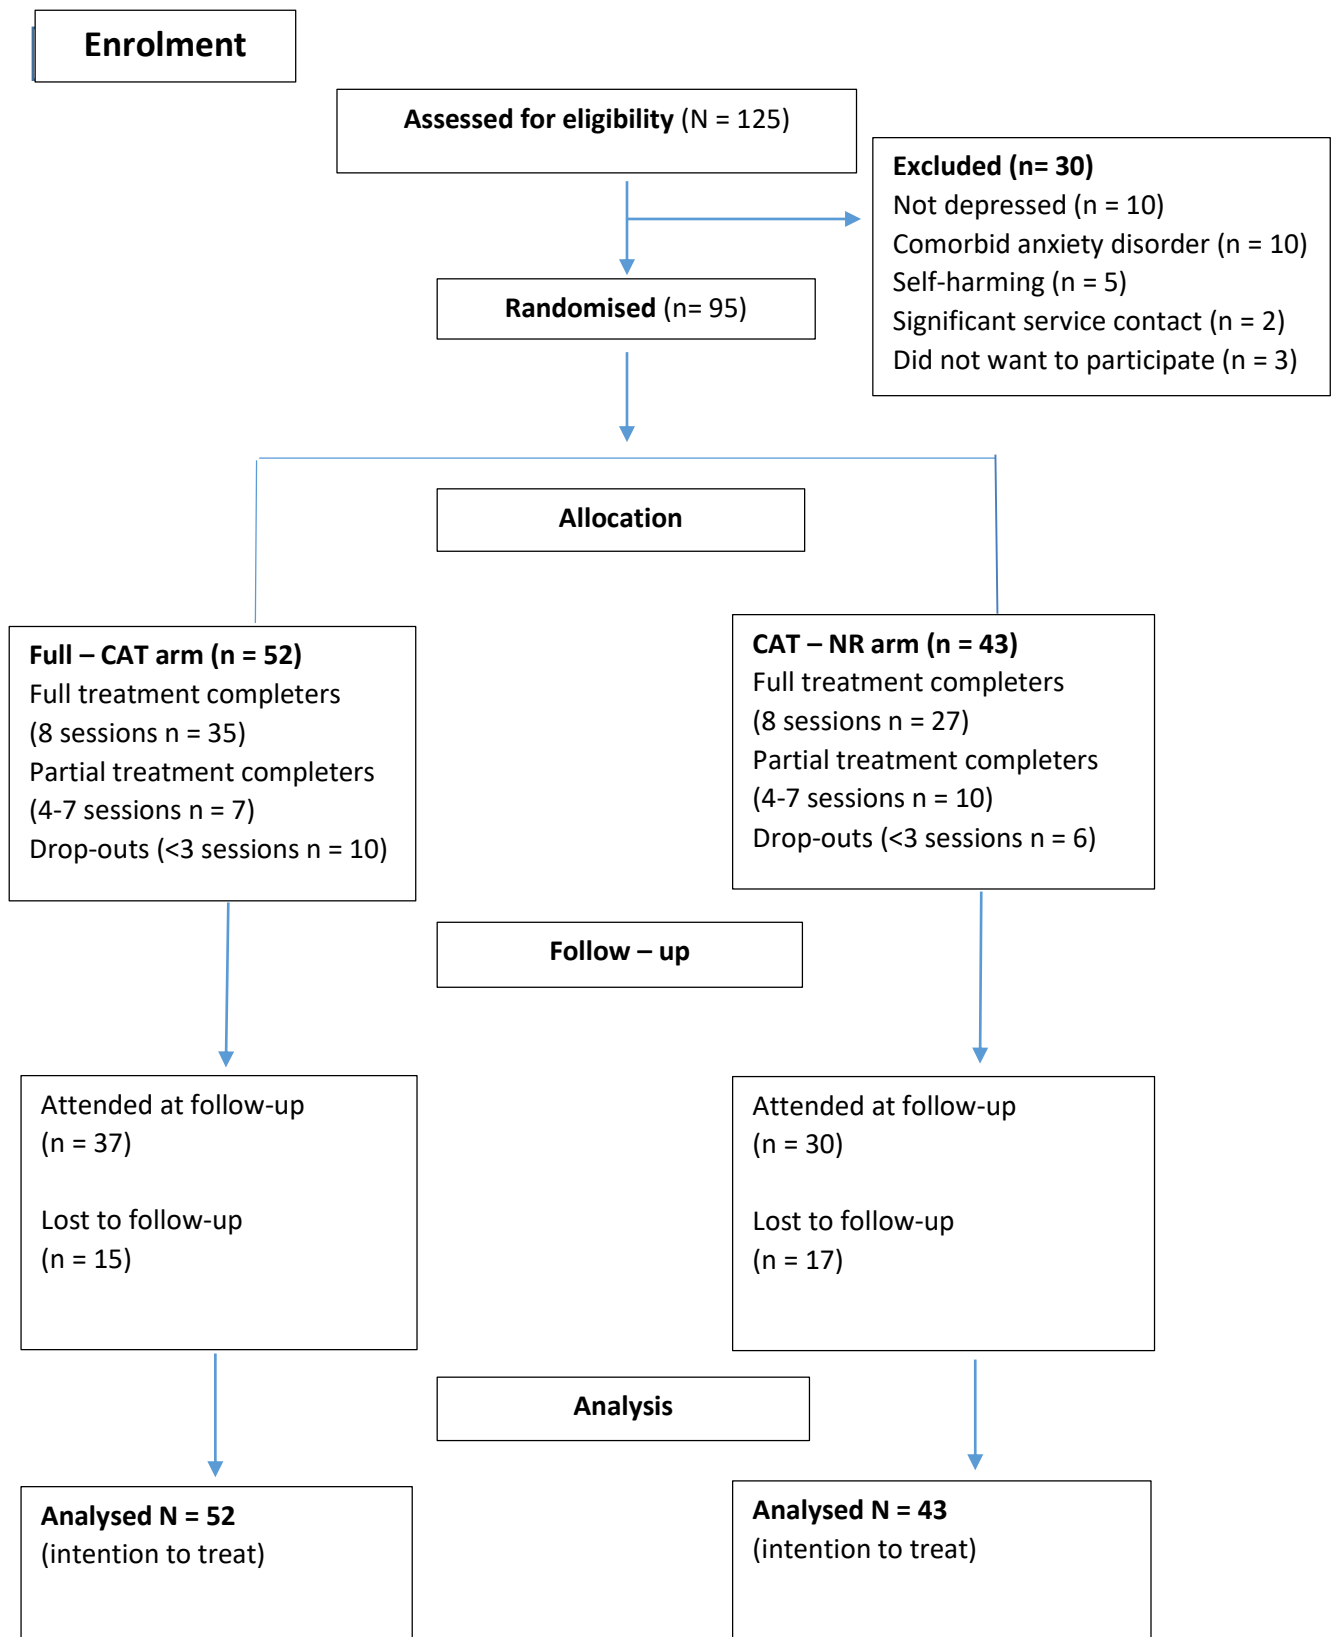 Enrolment
Assessed for eligibility (N = 125)
Excluded (n= 30)
Not depressed (n = 10)
Comorbid anxiety disorder (n = 10)
Self-harming (n = 5)
Significant service contact (n = 2)
Did not want to participate (n = 3)
Randomised (n= 95)
Allocation
Full – CAT arm (n = 52)
Full treatment completers
(8 sessions n = 35)
Partial treatment completers
(4-7 sessions n = 7)
Drop-outs (<3 sessions n = 10)
CAT – NR arm (n = 43)
Full treatment completers
(8 sessions n = 27)
Partial treatment completers
(4-7 sessions n = 10)
Drop-outs (<3 sessions n = 6)
Follow – up
Attended at follow-up
(n = 37)
Lost to follow-up
(n = 15)
Attended at follow-up
(n = 30)
Lost to follow-up
(n = 17)
Analysis
Analysed N = 52
(intention to treat)
Analysed N = 43
(intention to treat)